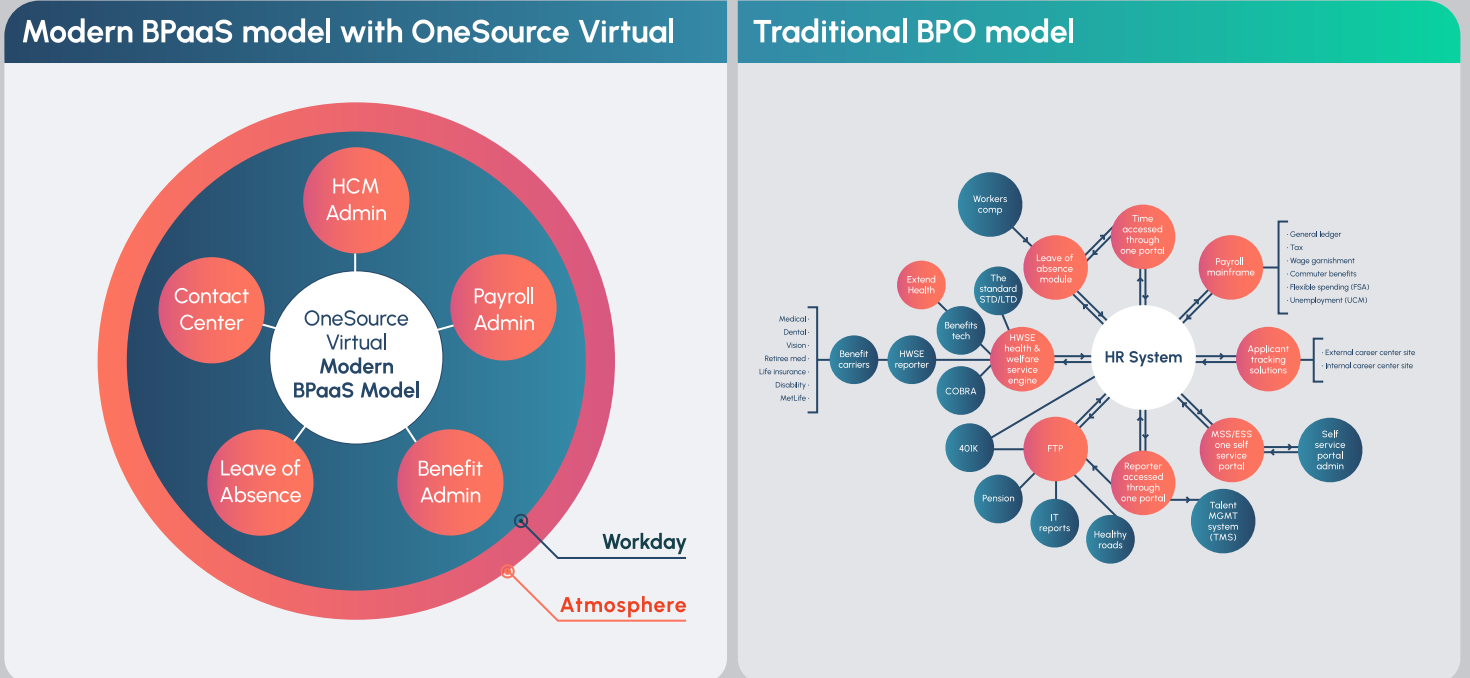 Modern BPaaS model with OneSource Virtual
HCM
Admin
Contact
Center
Payroll
Admin
OneSource
Virtual
Modern
BPaaS Model
Leave of
Absence
Benefit
Admin
Workday
Atmosphere
Traditional BPO model
Workers
comp
Time
accessed
through
one portal
Leave of
absence
module
Payroll
mainframe
· General ledger
· Tax
· Wage garnishment
· Commuter benefits
· Flexible spending (FSA)
· Unemployment (UCM)
Extend
Health
The
standard
STD/LTD
Benefits
tech
Medical ·
Dental ·
Vision ·
Retiree med ·
Life insurance ·
Disability ·
MetLife ·
Benefit
carriers
HWSE
reporter
HWSE
health &
welfare
service
engine
HR System
Applicant
tracking
solutions
· External career center site
· Internal career center site
COBRA
401K
FTP
MSS/ESS
one self
service
portal
Self
service
portal
admin
Reporter
accessed
through
one portal
Pension
IT
reports
Healthy
roads
Talent
MGMT
system
(TMS)